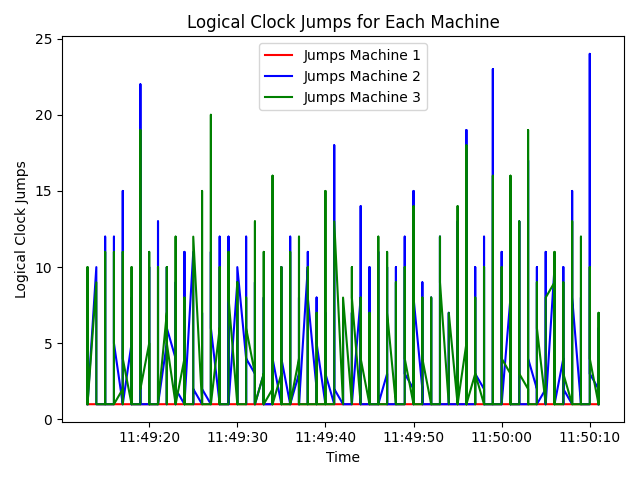 Logical Clock Jumps for Each Machine
Jumps Machine 1
Jumps Machine 2
Jumps Machine 3
Logical Clock Jumps
25
20
15
10
5
0
11:49:20 11:49:30 11:49:40 11:49:50 11:50:00 11:50:10
Time